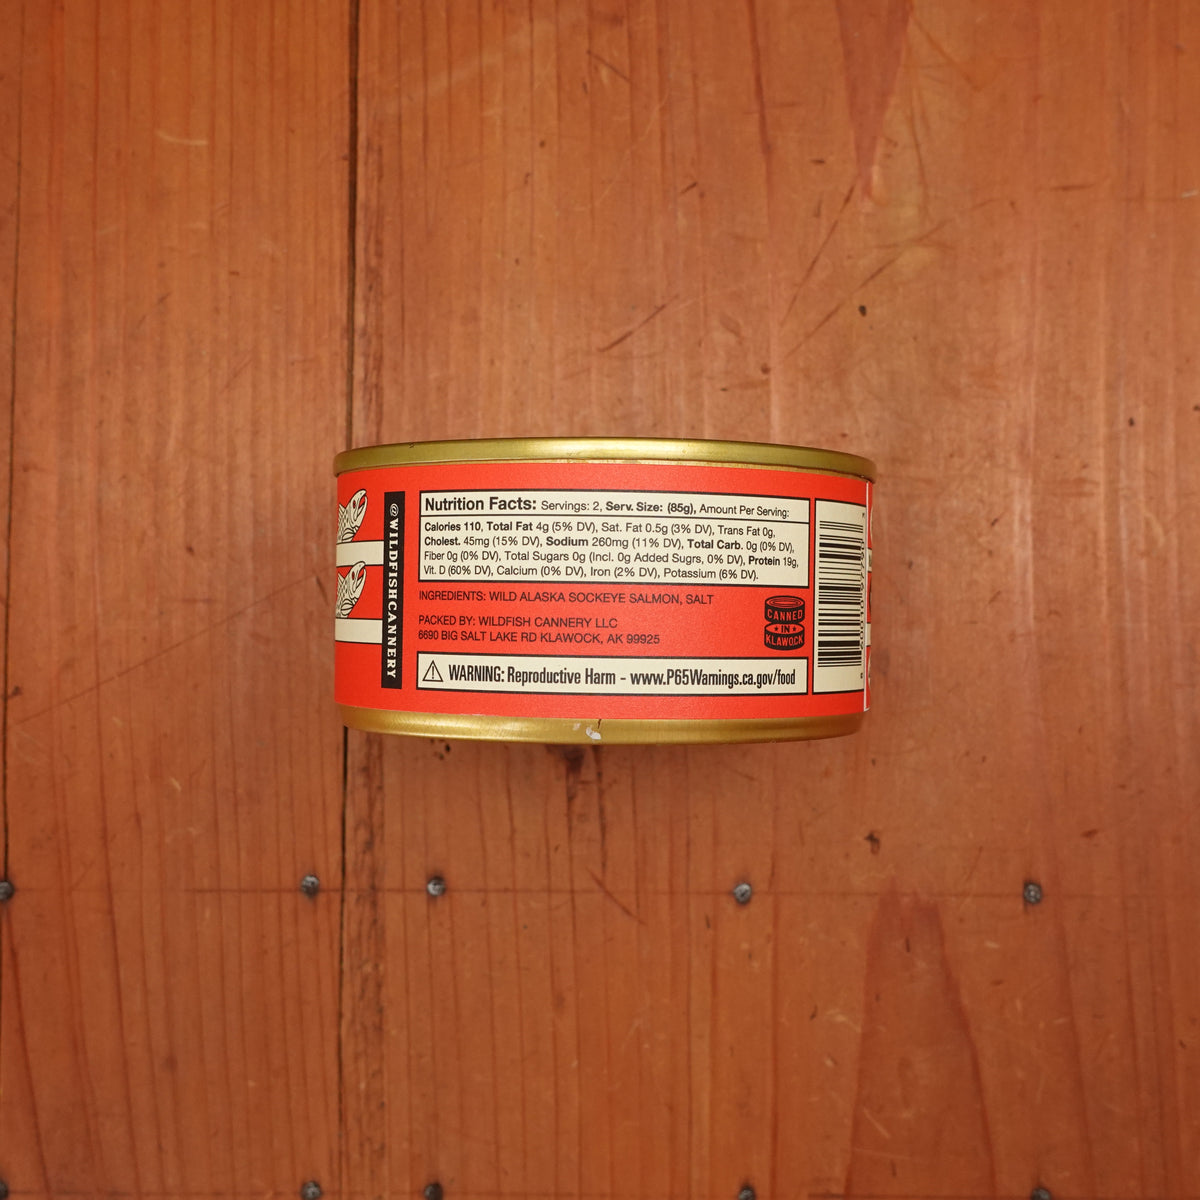 @WILDFISHCANNERY
Nutrition Facts: Servings: 2, Serv. Size: (85g), Amount Per Serving:
Calories 110, Total Fat 4g (5% DV), Sat. Fat 0.5g (3% DV), Trans Fat 0g,
Cholest. 45mg (15% DV), Sodium 260mg (11% DV), Total Carb. 0g (0% DV),
Fiber 0g (0% DV), Total Sugars 0g (Incl. 0g Added Sugrs, 0% DV), Protein 19g,
Vit. D (60% DV), Calcium (0% DV), Iron (2% DV), Potassium (6% DV).
INGREDIENTS: WILD ALASKA SOCKEYE SALMON, SALT
PACKED BY: WILDFISH CANNERY LLC
6690 BIG SALT LAKE RD KLAWOCK, AK 99925
CANNED
IN
KLAWOCK
WARNING: Reproductive Harm - www.P65Warnings.ca.gov/food